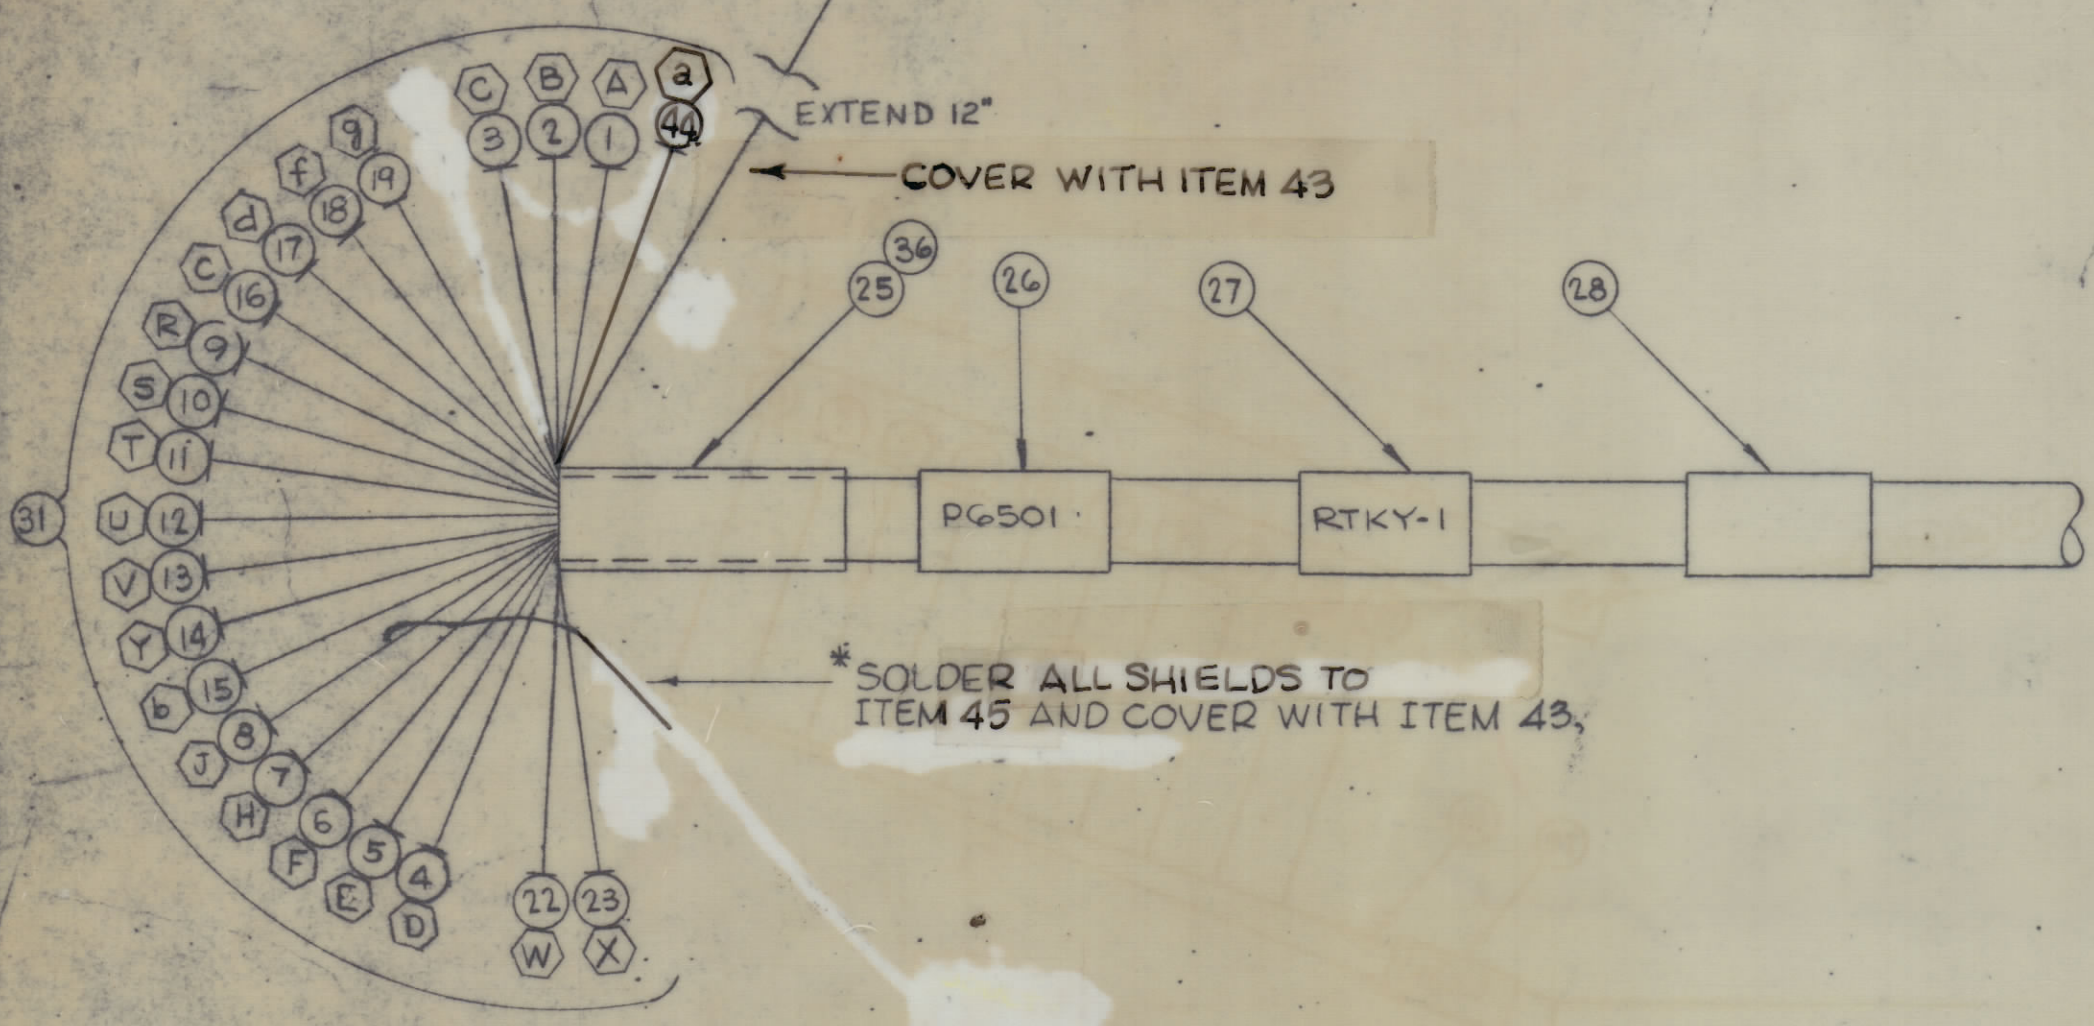 C B A a
3 2 1 44
EXTEND 12"
COVER WITH ITEM 43
g 19
f 18
d 17
C 16
R 9
S 10
T 11
31
U 12
V 13
Y 14
b 15
J 8
H 7
F 6
E 5
D 4
22 23
W X
36
25 26 27 28
PG501 RTKY-1
*SOLDER ALL SHIELDS TO
ITEM 45 AND COVER WITH ITEM 43,